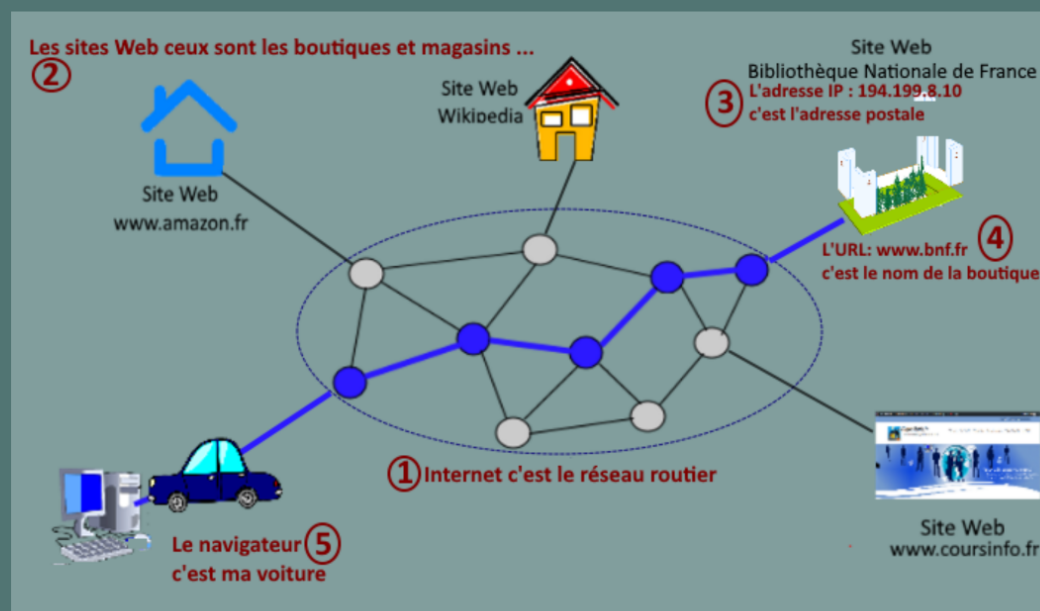 Les sites Web ceux sont les boutiques et magasins ...
2
Site Web
www.amazon.fr
Site Web
Wikipedia
Site Web
Bibliothèque Nationale de France
3
L'adresse IP : 194.199.8.10
c'est l'adresse postale
L'URL: www.bnf.fr
4
c'est le nom de la boutique
1 Internet c'est le réseau routier
Le navigateur 5
c'est ma voiture
Site Web
www.coursinfo.fr